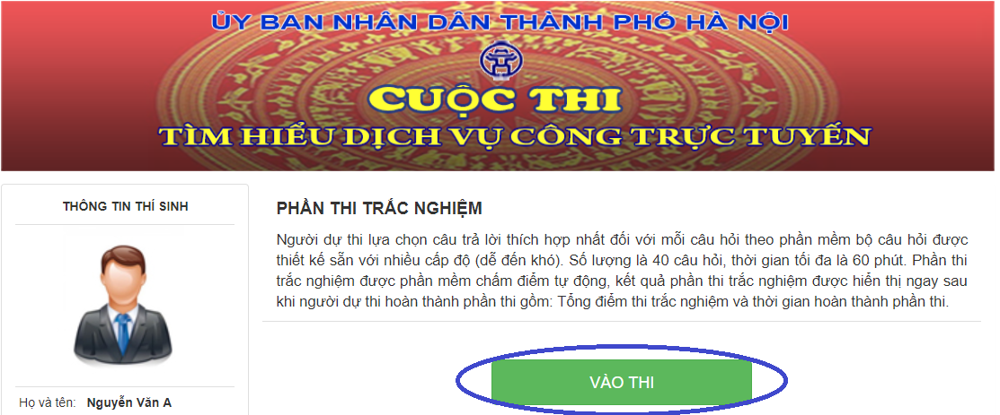 ỦY BAN NHÂN DÂN THÀNH PHỐ HÀ NỘI
CUỘC THI
TÌM HIỂU DỊCH VỤ CÔNG TRỰC TUYẾN
THÔNG TIN THÍ SINH
Họ và tên: Nguyễn Văn A
PHẦN THI TRẮC NGHIỆM
Người dự thi lựa chọn câu trả lời thích hợp nhất đối với mỗi câu hỏi theo phần mềm bộ câu hỏi được
thiết kế sẵn với nhiều cấp độ (dễ đến khó). Số lượng là 40 câu hỏi, thời gian tối đa là 60 phút. Phần thi
trắc nghiệm được phần mềm chấm điểm tự động, kết quả phần thi trắc nghiệm được hiển thị ngay sau
khi người dự thi hoàn thành phần thi gồm: Tổng điểm thi trắc nghiệm và thời gian hoàn thành phần thi.
VÀO THI